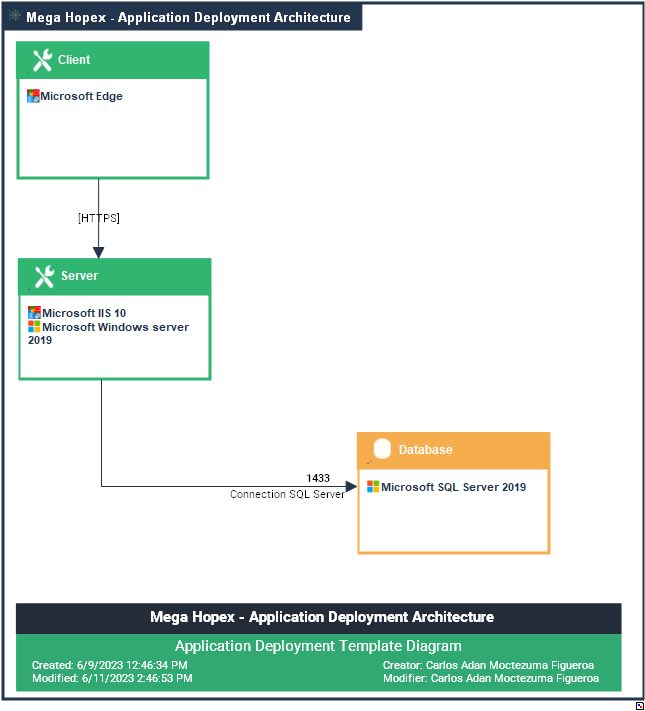 Mega Hopex - Application Deployment Architecture
Client
Microsoft Edge
[HTTPS]
Server
Microsoft IIS 10
Microsoft Windows server
2019
Database
Microsoft SQL Server 2019
1433
Connection SQL Server
Mega Hopex - Application Deployment Architecture
Application Deployment Template Diagram
Created: 6/9/2023 12:46:34 PM
Creator: Carlos Adan Moctezuma Figueroa
Modified: 6/11/2023 2:46:53 PM
Modifier: Carlos Adan Moctezuma Figueroa